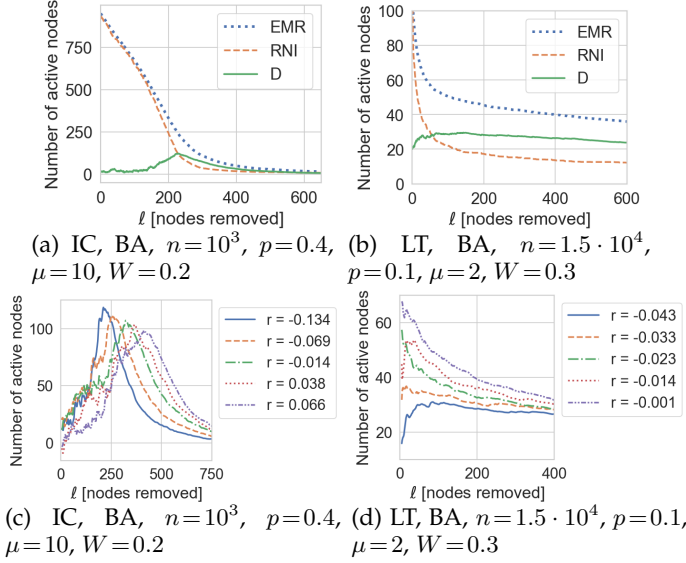 Number of active nodes
750
500
250
0
EMR
RNI
D
0 200 400 600
ℓ [nodes removed]
Number of active nodes
100
80
60
40
20
0
EMR
RNI
D
0 200 400 600
ℓ [nodes removed]
(a) IC, BA, n=10³, p=0.4,
μ=10, W=0.2
(b) LT, BA, n=1.5 · 10⁴,
p=0.1, μ=2, W=0.3
Number of active nodes
100
50
0
r = -0.134
r = -0.069
r = -0.014
r = 0.038
r = 0.066
0 250 500 750
ℓ [nodes removed]
Number of active nodes
60
40
20
r = -0.043
r = -0.033
r = -0.023
r = -0.014
r = -0.001
0 200 400
ℓ [nodes removed]
(c) IC, BA, n=10³, p=0.4,
μ=10, W=0.2
(d) LT, BA, n=1.5 · 10⁴, p=0.1,
μ=2, W=0.3